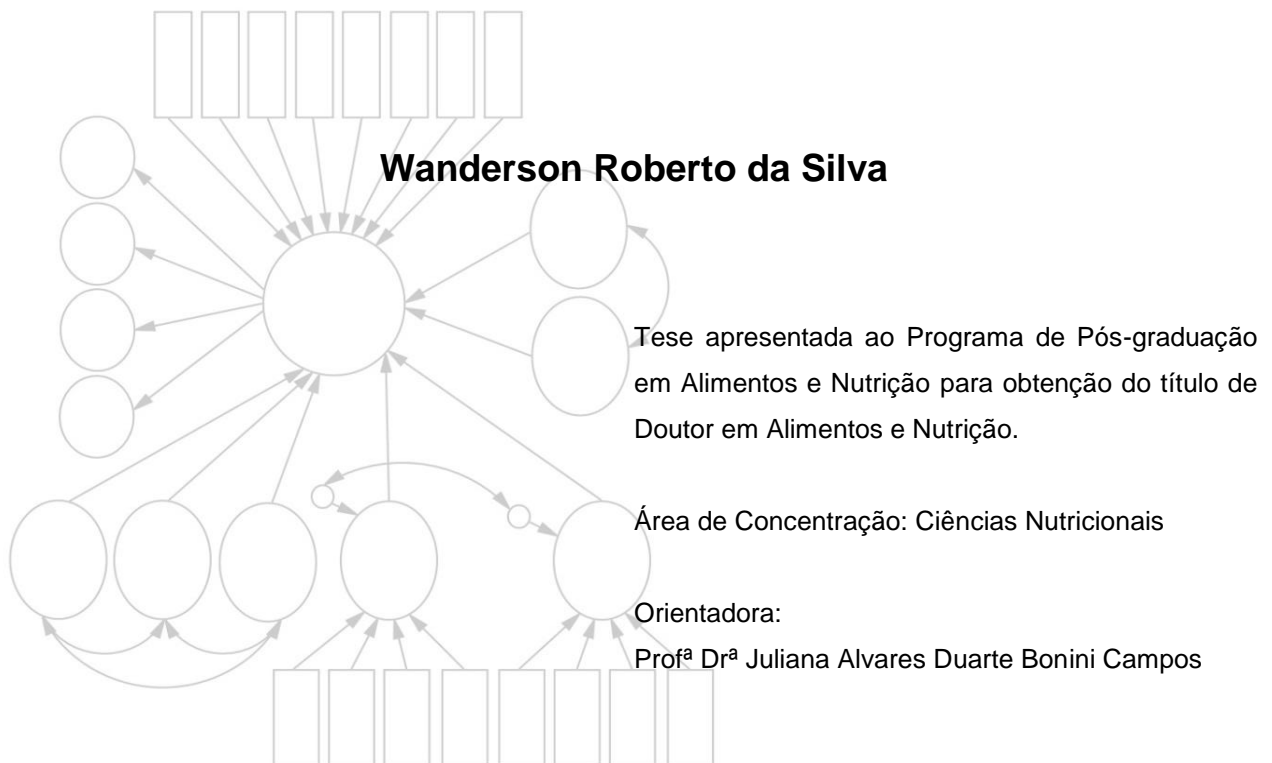 Wanderson Roberto da Silva
Tese apresentada ao Programa de Pós-graduação
em Alimentos e Nutrição para obtenção do título de
Doutor em Alimentos e Nutrição.
Área de Concentração: Ciências Nutricionais
Orientadora:
Profª Drª Juliana Alvares Duarte Bonini Campos